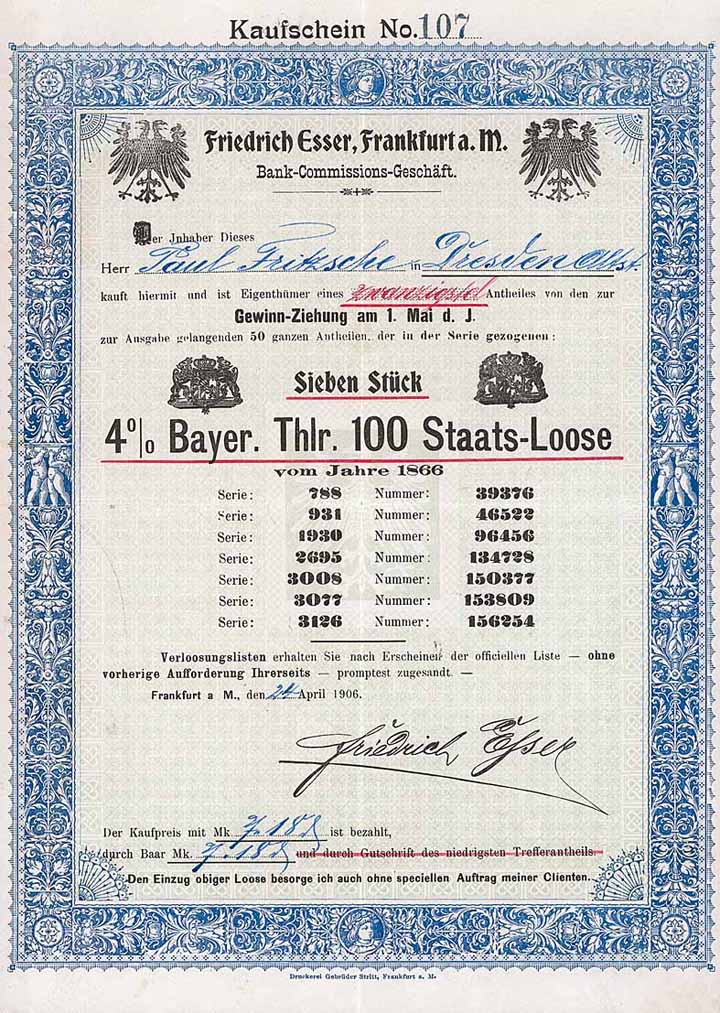 Kaufschein No. 107
Friedrich Esser, Frankfurt a. M.
Bank-Commissions-Geschäft.
Der Jnhaber Dieses
Herr Paul Fritzsche in Dresden Altst.
kauft hiermit und ist Eigenthümer eines zwanzigstel Antheiles von den zur
Gewinn-Ziehung am 1. Mai d. J.
zur Ausgabe gelangenden 50 ganzen Antheilen, der in der Serie gezogenen:
Sieben Stück
4% Bayer. Thlr. 100 Staats-Loose
vom Jahre 1866
Serie: 788 Nummer: 39376
Serie: 931 Nummer: 46522
Serie: 1930 Nummer: 96456
Serie: 2695 Nummer: 134728
Serie: 3008 Nummer: 150377
Serie: 3077 Nummer: 153809
Serie: 3126 Nummer: 156254
Verloosungslisten erhalten Sie nach Erscheinen der officiellen Liste — ohne
vorherige Aufforderung Ihrerseits — promptest zugesandt. —
Frankfurt a M., den 24 April 1906.
Friedrich Esser
Der Kaufpreis mit Mk. 7.18 ist bezahlt,
durch Baar Mk. 7.18 und durch Gutschrift des niedrigsten Trefferantheils.
Den Einzug obiger Loose besorge ich auch ohne speciellen Auftrag meiner Clienten.
Druckerei Gebrüder Stritt, Frankfurt a. M.